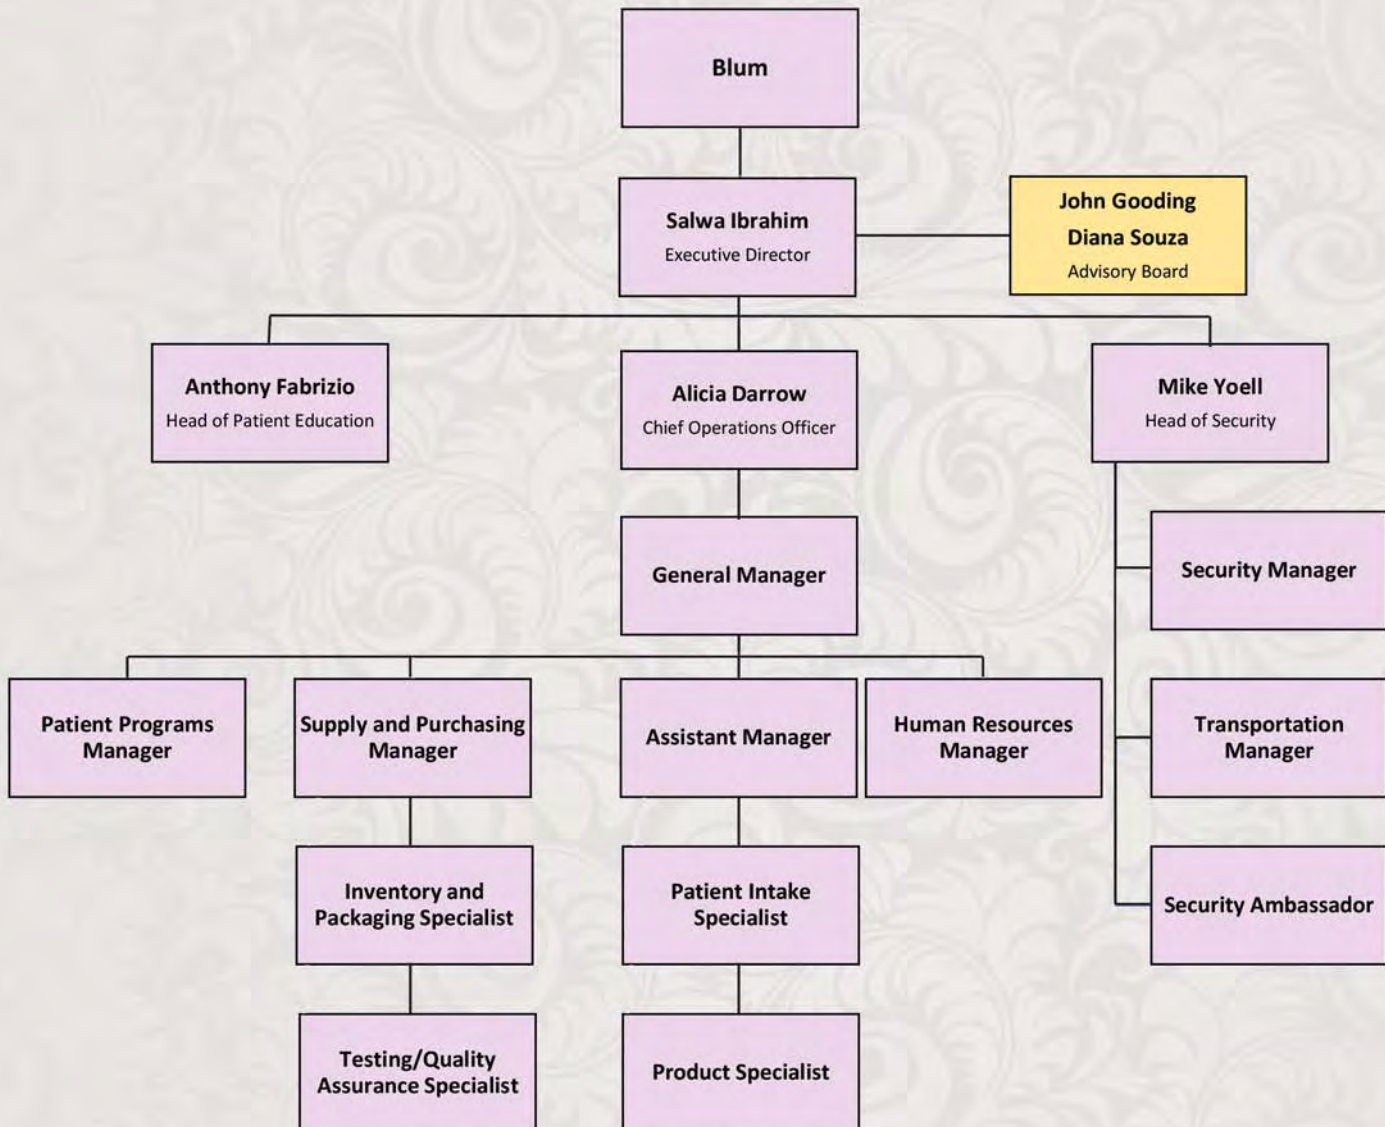 Blum
Salwa Ibrahim
Executive Director
John Gooding
Diana Souza
Advisory Board
Anthony Fabrizio
Head of Patient Education
Alicia Darrow
Chief Operations Officer
Mike Yoell
Head of Security
General Manager
Security Manager
Patient Programs
Manager
Supply and Purchasing
Manager
Assistant Manager
Human Resources
Manager
Transportation
Manager
Inventory and
Packaging Specialist
Patient Intake
Specialist
Security Ambassador
Testing/Quality
Assurance Specialist
Product Specialist